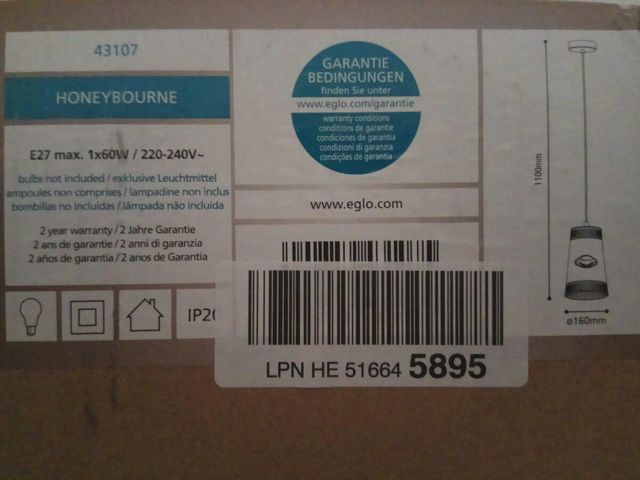 43107
HONEYBOURNE
E27 max. 1x60W / 220-240V~
bulbs not included / exklusive Leuchtmittel
ampoules non comprises / lampadine non inclus
bombillas no incluidas / lâmpada não incluida
2 year warranty / 2 Jahre Garantie
2 ans de garantie / 2 anni di garanzia
2 años de garantia / 2 anos de Garantia
IP20
GARANTIE
BEDINGUNGEN
finden Sie unter
www.eglo.com/garantie
warranty conditions
conditions de garantie
condiciones de garantia
condizioni di garanzia
condições de garantia
www.eglo.com
LPN HE 51664 5895
1100mm
ø160mm